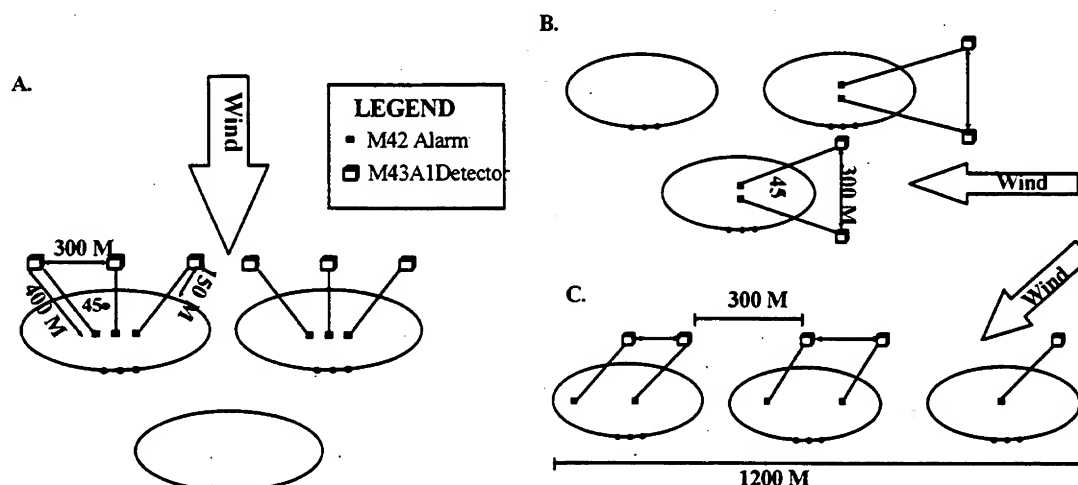 A.
Wind
LEGEND
M42 Alarm
M43A1Detector
300 M
400 M
45
150 M
B.
45
300 M
Wind
C.
Wind
300 M
1200 M